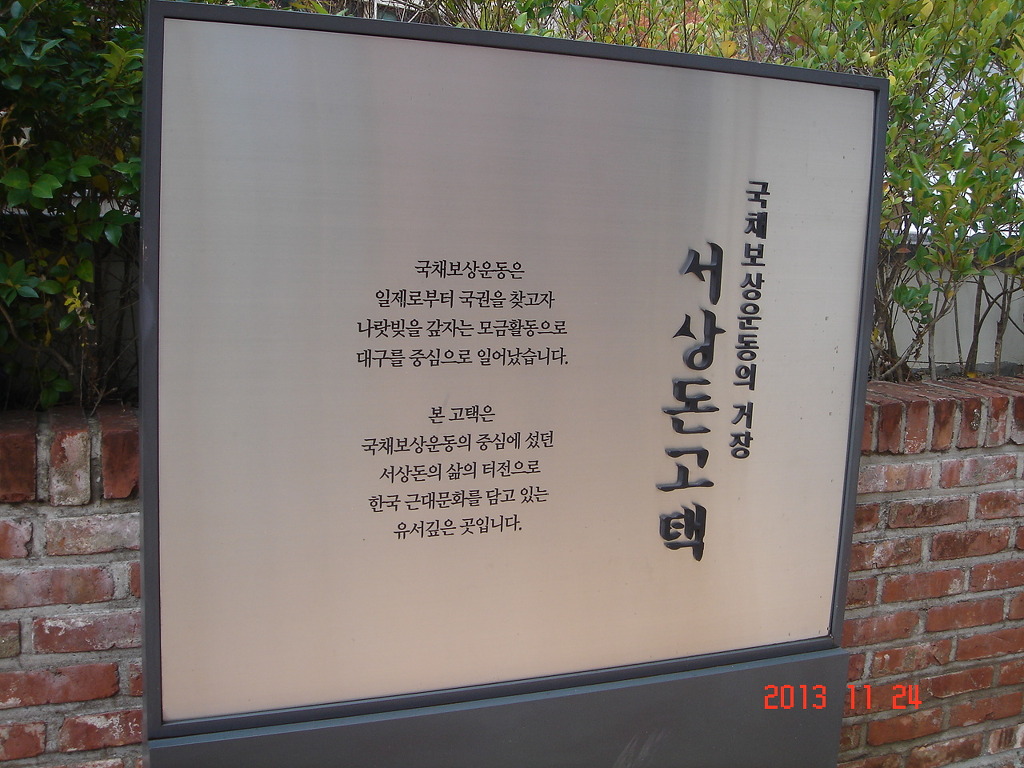 국채보상운동의 거장
서상돈고택
국채보상운동은
일제로부터 국권을 찾고자
나랏빚을 갚자는 모금활동으로
대구를 중심으로 일어났습니다.
본 고택은
국채보상운동의 중심에 섰던
서상돈의 삶의 터전으로
한국 근대문화를 담고 있는
유서깊은 곳입니다.
2013 11 24